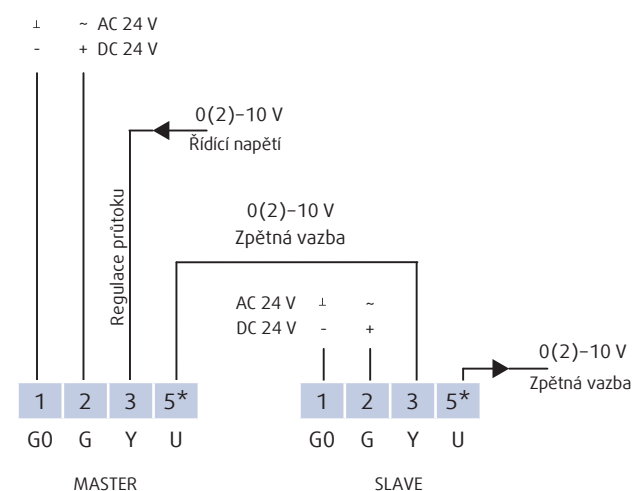 ⊥ ~ AC 24 V
- + DC 24 V
0(2)–10 V
Řídící napětí
Regulace průtoku
0(2)–10 V
Zpětná vazba
AC 24 V ⊥ ~
DC 24 V - +
0(2)–10 V
Zpětná vazba
1 2 3 5*
G0 G Y U
MASTER
1 2 3 5*
G0 G Y U
SLAVE